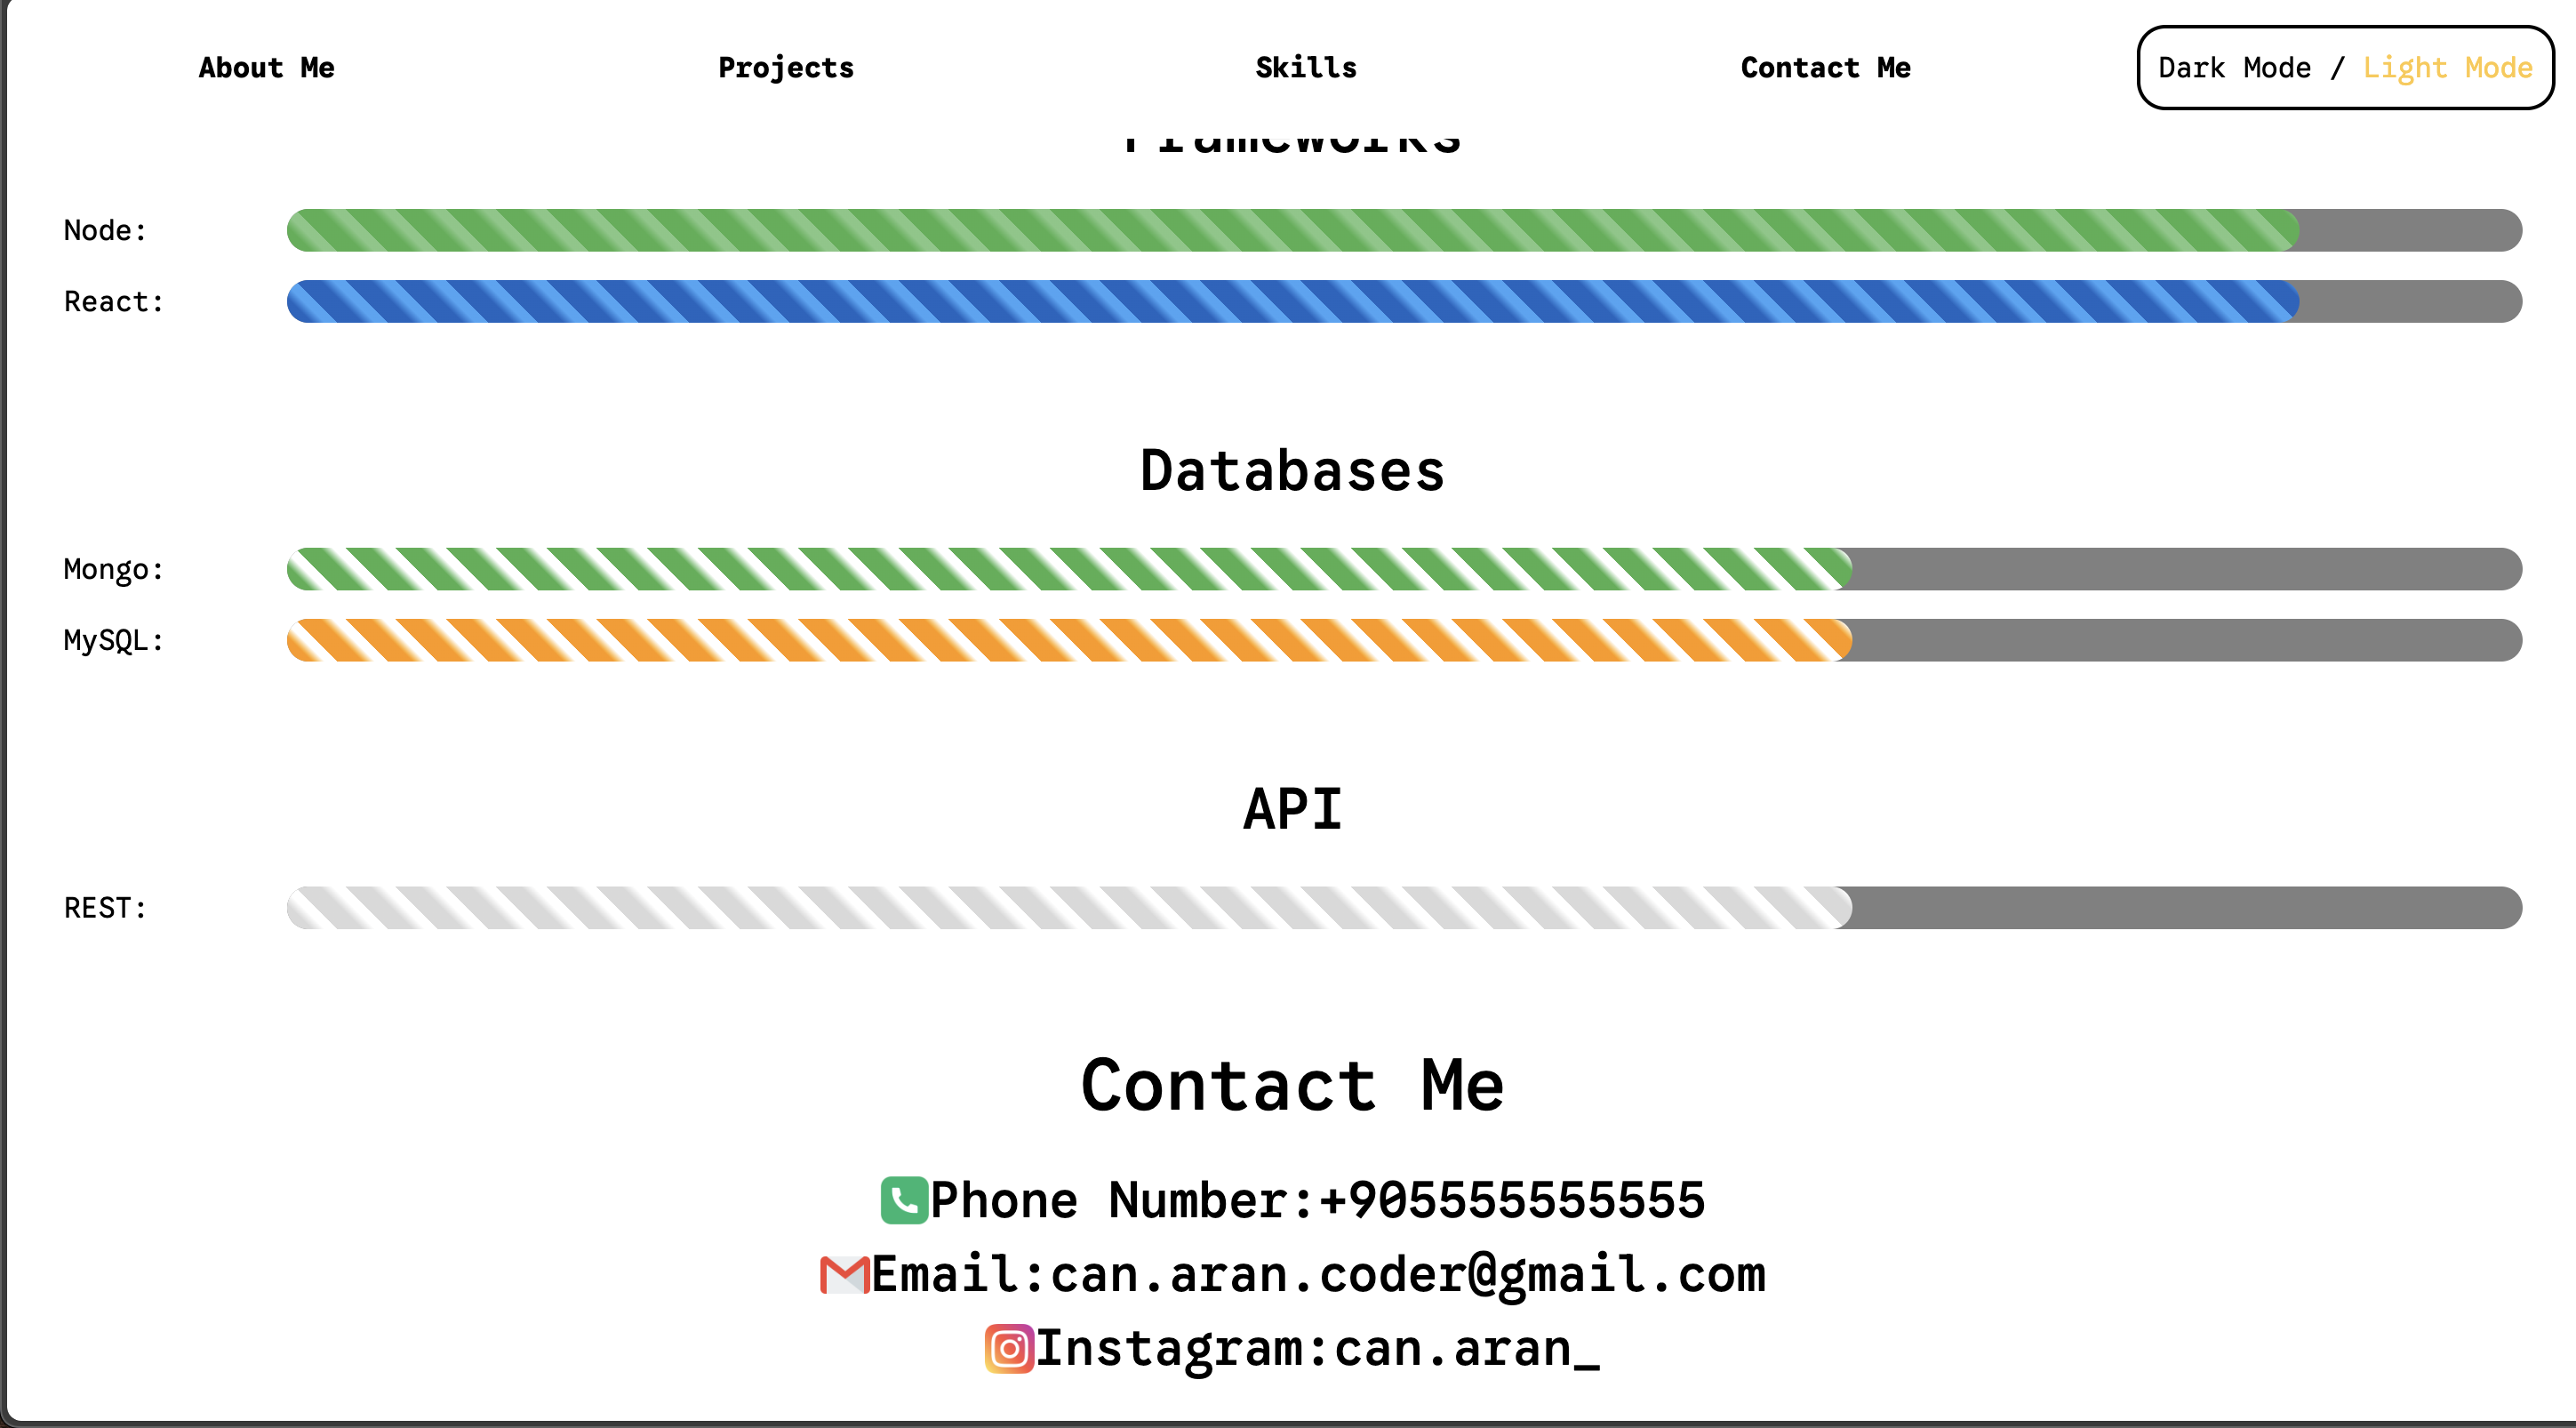 About Me Projects Skills Contact Me Dark Mode / Light Mode
Frameworks
Node:
React:
Databases
Mongo:
MySQL:
API
REST:
Contact Me
Phone Number:+905555555555
Email:can.aran.coder@gmail.com
Instagram:can.aran_